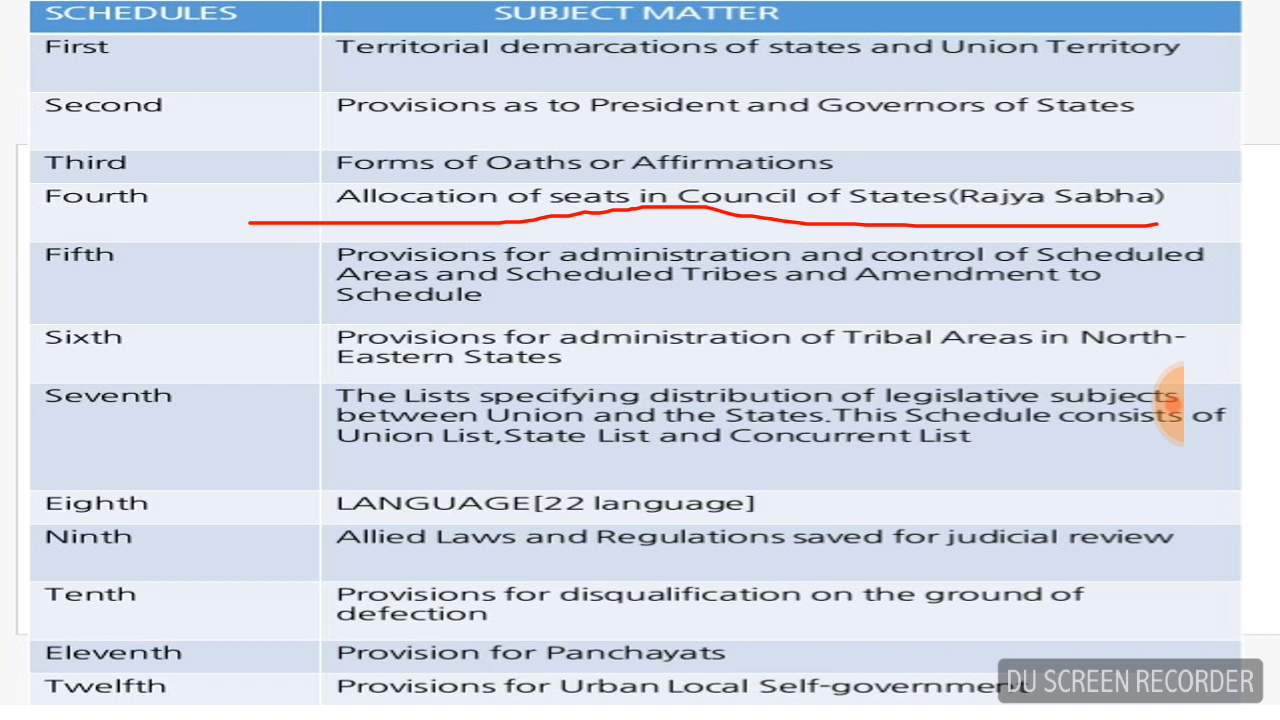 SCHEDULES SUBJECT MATTER
First Territorial demarcations of states and Union Territory
Second Provisions as to President and Governors of States
Third Forms of Oaths or Affirmations
Fourth Allocation of seats in Council of States(Rajya Sabha)
Fifth Provisions for administration and control of Scheduled
Areas and Scheduled Tribes and Amendment to
Schedule
Sixth Provisions for administration of Tribal Areas in North-
Eastern States
Seventh The Lists specifying distribution of legislative subjects
between Union and the States.This Schedule consists of
Union List,State List and Concurrent List
Eighth LANGUAGE[22 language]
Ninth Allied Laws and Regulations saved for judicial review
Tenth Provisions for disqualification on the ground of
defection
Eleventh Provision for Panchayats
Twelfth Provisions for Urban Local Self-government
DU SCREEN RECORDER